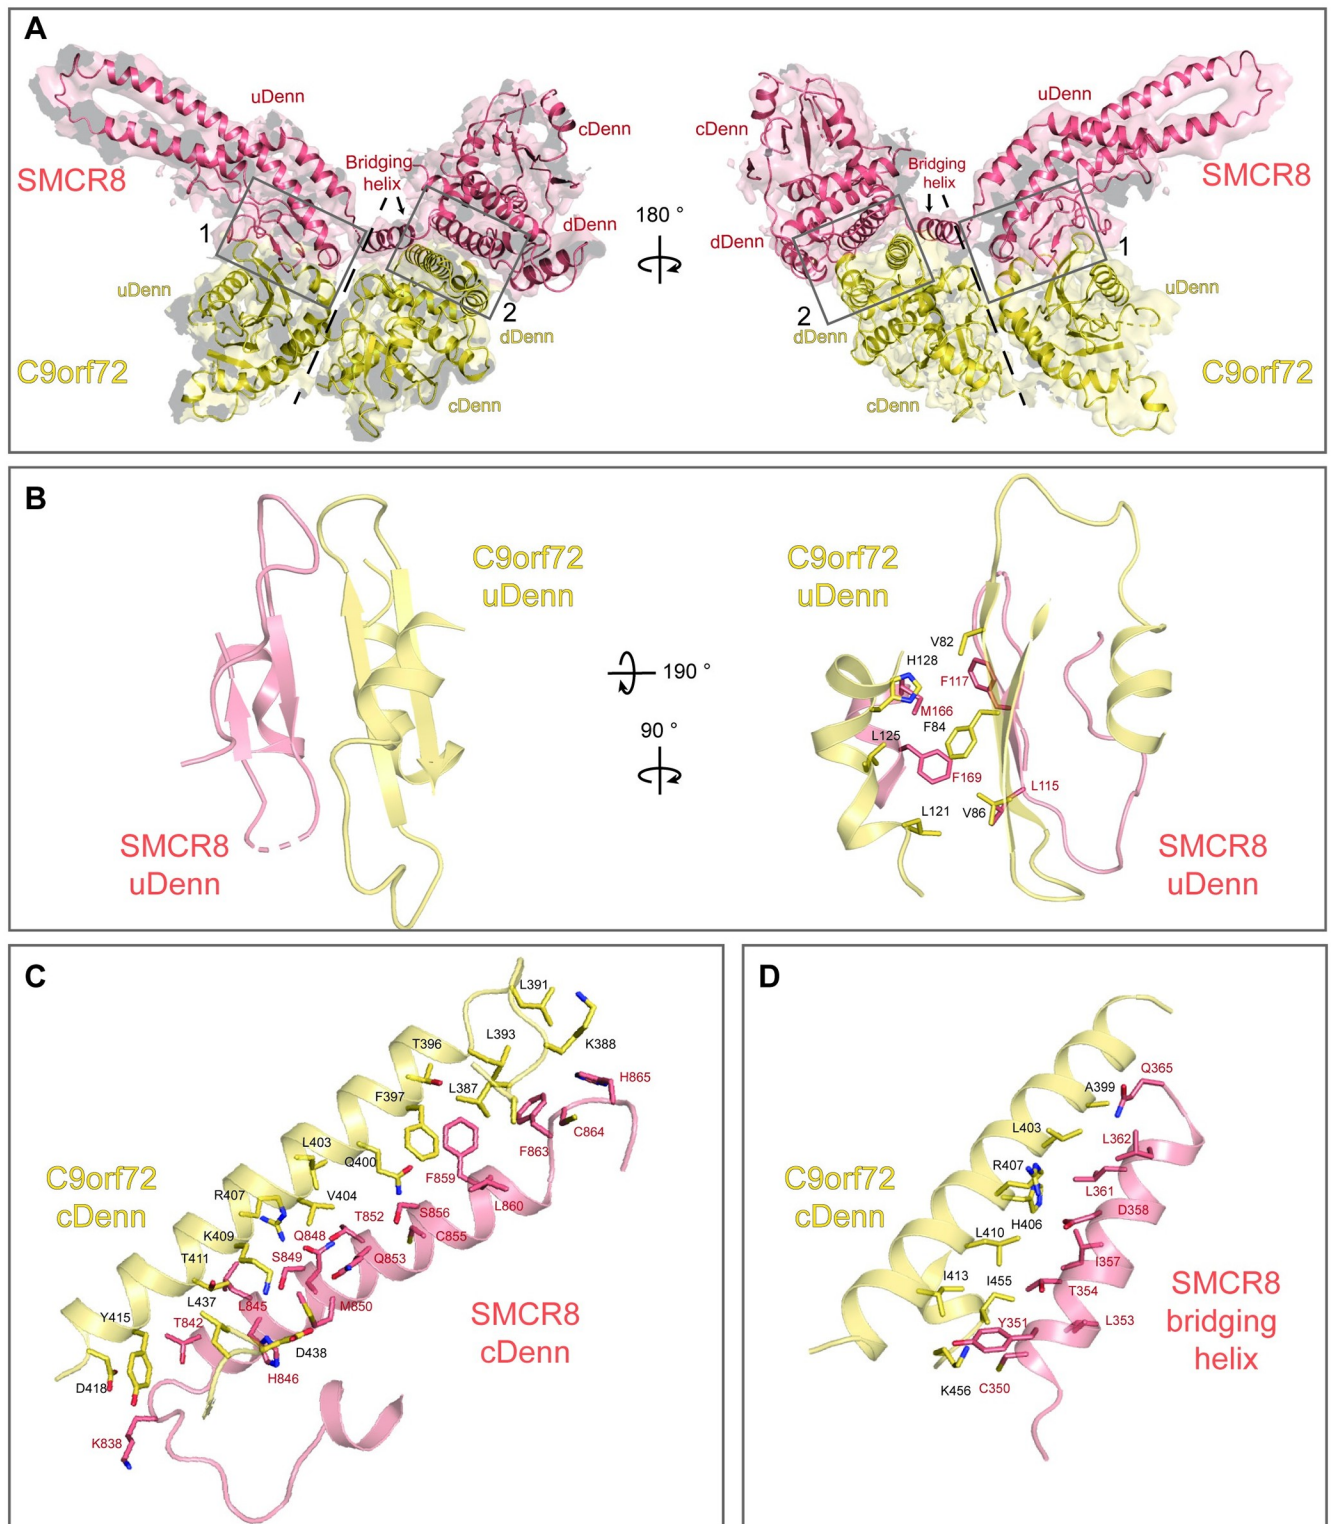 A
uDenn
cDenn
SMCR8
Bridging
helix
dDenn
1
uDenn
2
dDenn
C9orf72
cDenn
180 °
uDenn
cDenn
Bridging
helix
SMCR8
dDenn
1
uDenn
2
dDenn
C9orf72
cDenn
B
C9orf72
uDenn
SMCR8
uDenn
190 °
90 °
C9orf72
uDenn
V82
H128
F117
M166
F84
L125
F169
L115
L121
V86
SMCR8
uDenn
C
L391
L393
K388
T396
L387
H865
F397
C864
L403
F863
Q400
F859
C9orf72
cDenn
R407
V404
L860
S856
T852
K409
Q848
C855
S849
Q853
T411
L437
L845
M850
Y415
T842
D438
SMCR8
cDenn
H846
D418
K838
D
Q365
A399
L403
L362
R407
L361
C9orf72
cDenn
D358
H406
L410
I357
I413
I455
T354
SMCR8
bridging
helix
Y351
L353
K456
C350